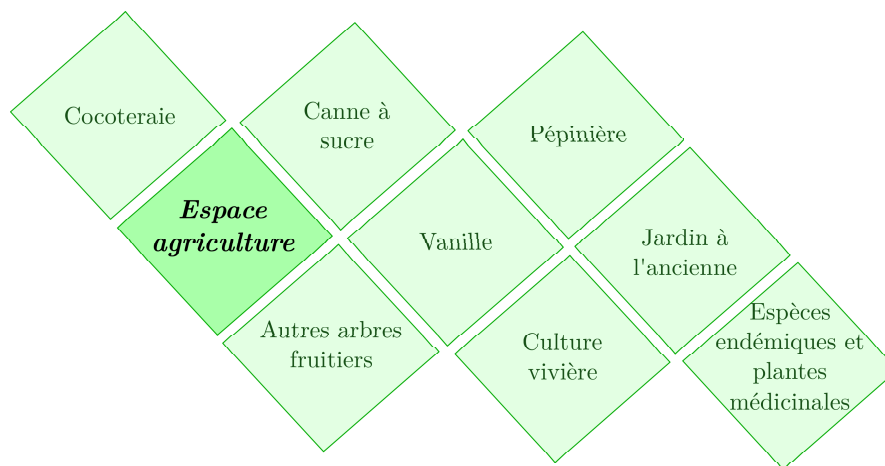 Cocoteraie
Canne à
sucre
Pépinière
Espace
agriculture
Vanille
Jardin à
l'ancienne
Autres arbres
fruitiers
Culture
vivière
Espèces
endémiques et
plantes
médicinales